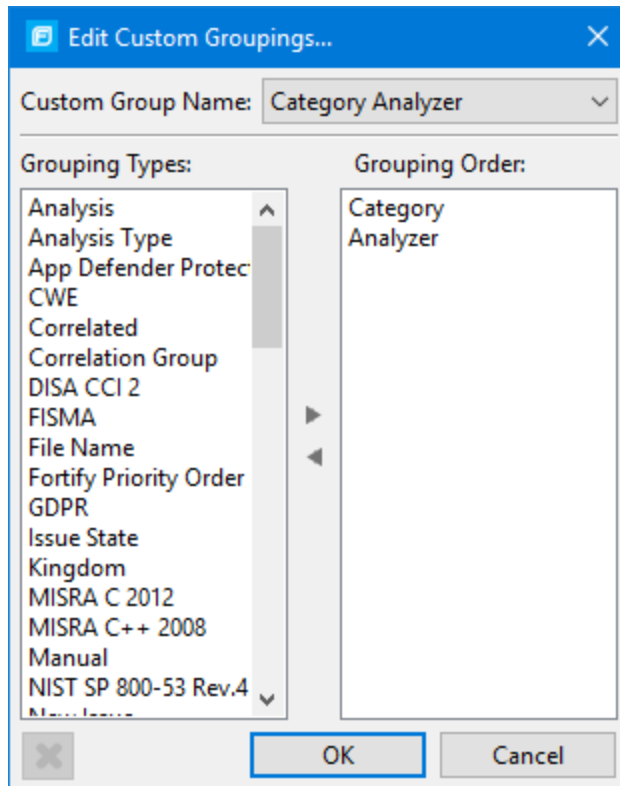 Edit Custom Groupings...
Custom Group Name: Category Analyzer
Grouping Types:
Analysis
Analysis Type
App Defender Protec
CWE
Correlated
Correlation Group
DISA CCI 2
FISMA
File Name
Fortify Priority Order
GDPR
Issue State
Kingdom
MISRA C 2012
MISRA C++ 2008
Manual
NIST SP 800-53 Rev.4
Grouping Order:
Category
Analyzer
OK
Cancel